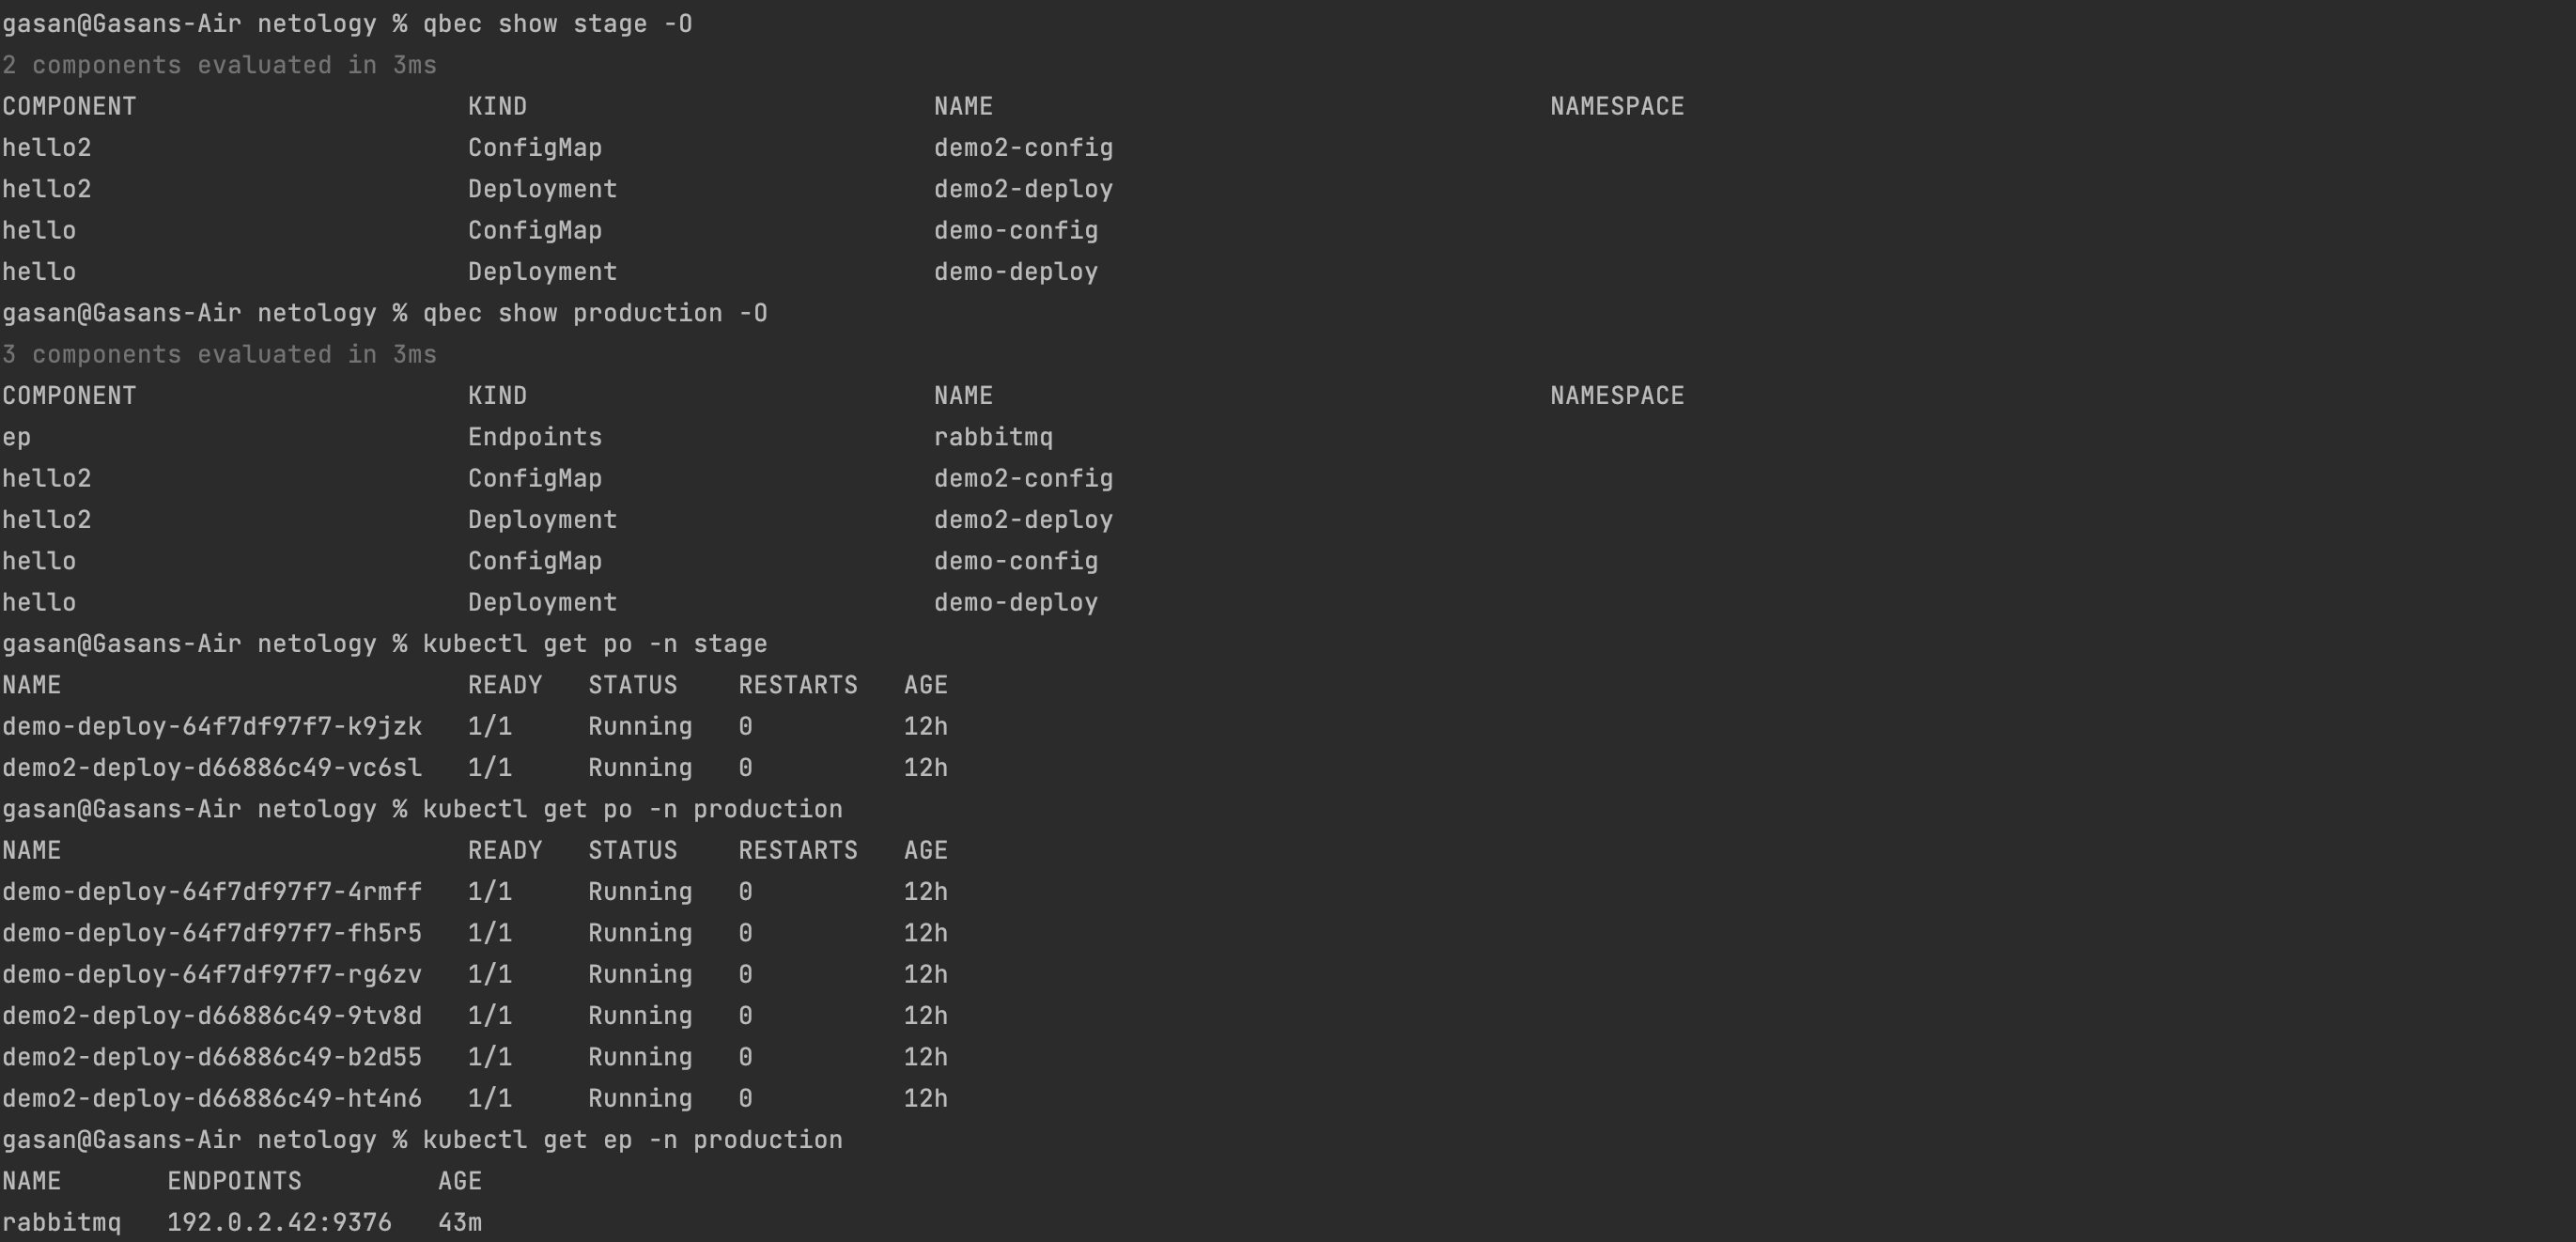 gasan@Gasans-Air netology % qbec show stage -O
2 components evaluated in 3ms
COMPONENT                      KIND                           NAME                                     NAMESPACE
hello2                         ConfigMap                      demo2-config
hello2                         Deployment                     demo2-deploy
hello                          ConfigMap                      demo-config
hello                          Deployment                     demo-deploy
gasan@Gasans-Air netology % qbec show production -O
3 components evaluated in 3ms
COMPONENT                      KIND                           NAME                                     NAMESPACE
ep                             Endpoints                      rabbitmq
hello2                         ConfigMap                      demo2-config
hello2                         Deployment                     demo2-deploy
hello                          ConfigMap                      demo-config
hello                          Deployment                     demo-deploy
gasan@Gasans-Air netology % kubectl get po -n stage
NAME                           READY   STATUS    RESTARTS   AGE
demo-deploy-64f7df97f7-k9jzk   1/1     Running   0          12h
demo2-deploy-d66886c49-vc6sl   1/1     Running   0          12h
gasan@Gasans-Air netology % kubectl get po -n production
NAME                           READY   STATUS    RESTARTS   AGE
demo-deploy-64f7df97f7-4rmff   1/1     Running   0          12h
demo-deploy-64f7df97f7-fh5r5   1/1     Running   0          12h
demo-deploy-64f7df97f7-rg6zv   1/1     Running   0          12h
demo2-deploy-d66886c49-9tv8d   1/1     Running   0          12h
demo2-deploy-d66886c49-b2d55   1/1     Running   0          12h
demo2-deploy-d66886c49-ht4n6   1/1     Running   0          12h
gasan@Gasans-Air netology % kubectl get ep -n production
NAME       ENDPOINTS         AGE
rabbitmq   192.0.2.42:9376   43m